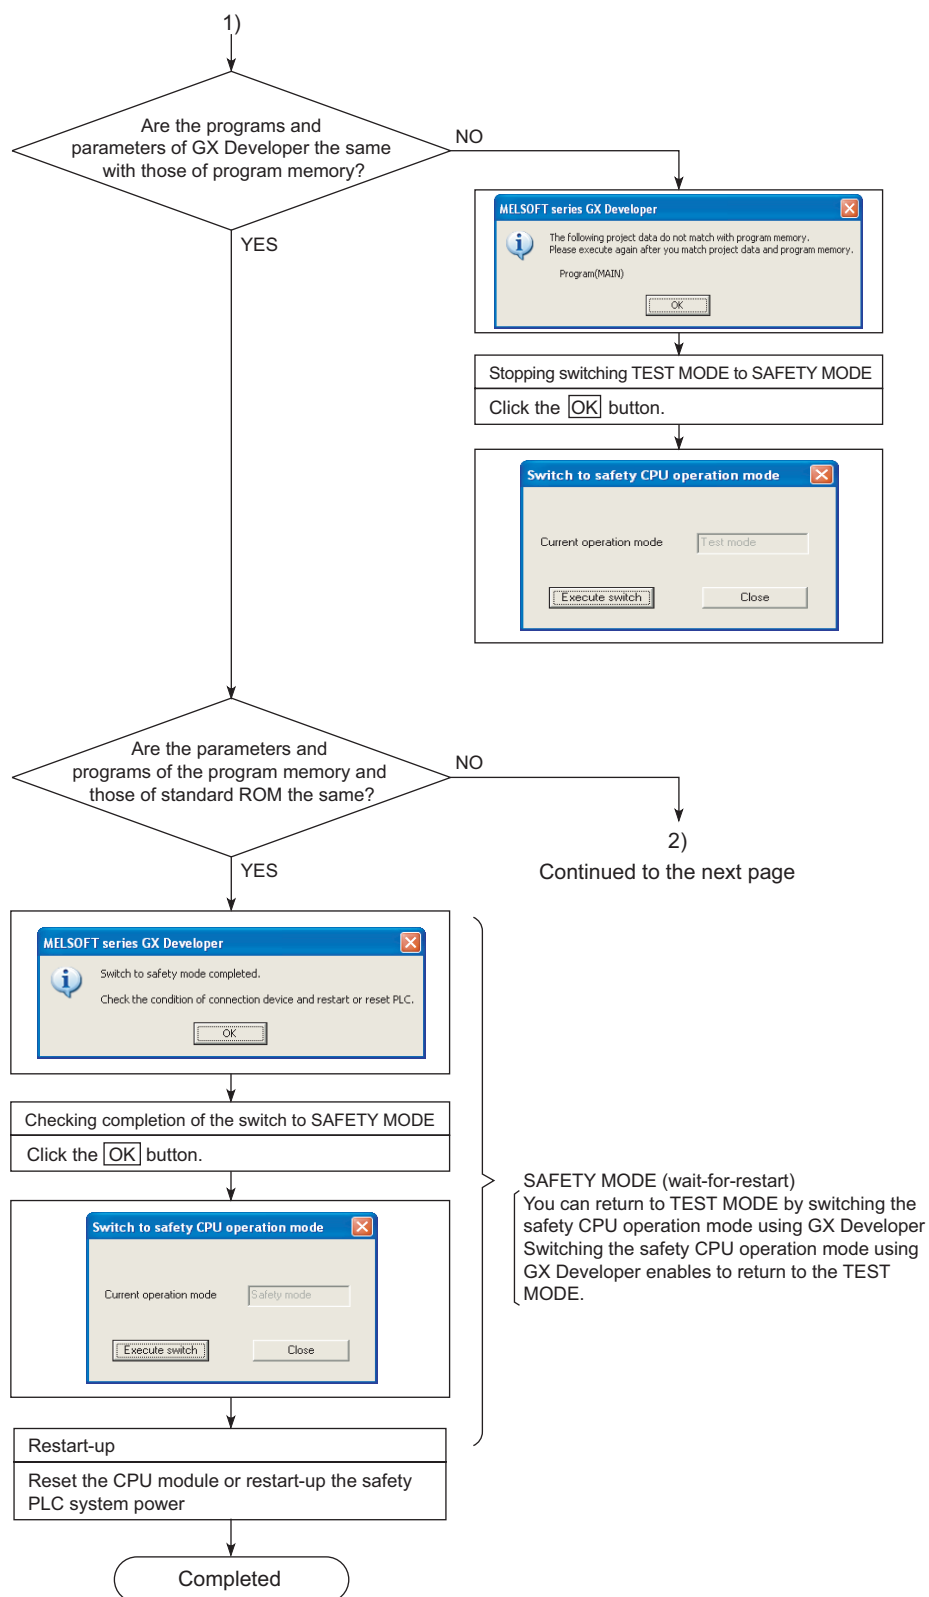 1)
Are the programs and
parameters of GX Developer the same
with those of program memory?
NO
YES
MELSOFT series GX Developer
The following project data do not match with program memory.
Please execute again after you match project data and program memory.
Program(MAIN)
OK
Stopping switching TEST MODE to SAFETY MODE
Click the OK button.
Switch to safety CPU operation mode
Current operation mode
Test mode
Execute switch
Close
Are the parameters and
programs of the program memory and
those of standard ROM the same?
NO
2)
Continued to the next page
YES
MELSOFT series GX Developer
Switch to safety mode completed.
Check the condition of connection device and restart or reset PLC.
OK
Checking completion of the switch to SAFETY MODE
Click the OK button.
Switch to safety CPU operation mode
Current operation mode
Safety mode
Execute switch
Close
SAFETY MODE (wait-for-restart)
You can return to TEST MODE by switching the
safety CPU operation mode using GX Developer
Switching the safety CPU operation mode using
GX Developer enables to return to the TEST
MODE.
Restart-up
Reset the CPU module or restart-up the safety
PLC system power
Completed